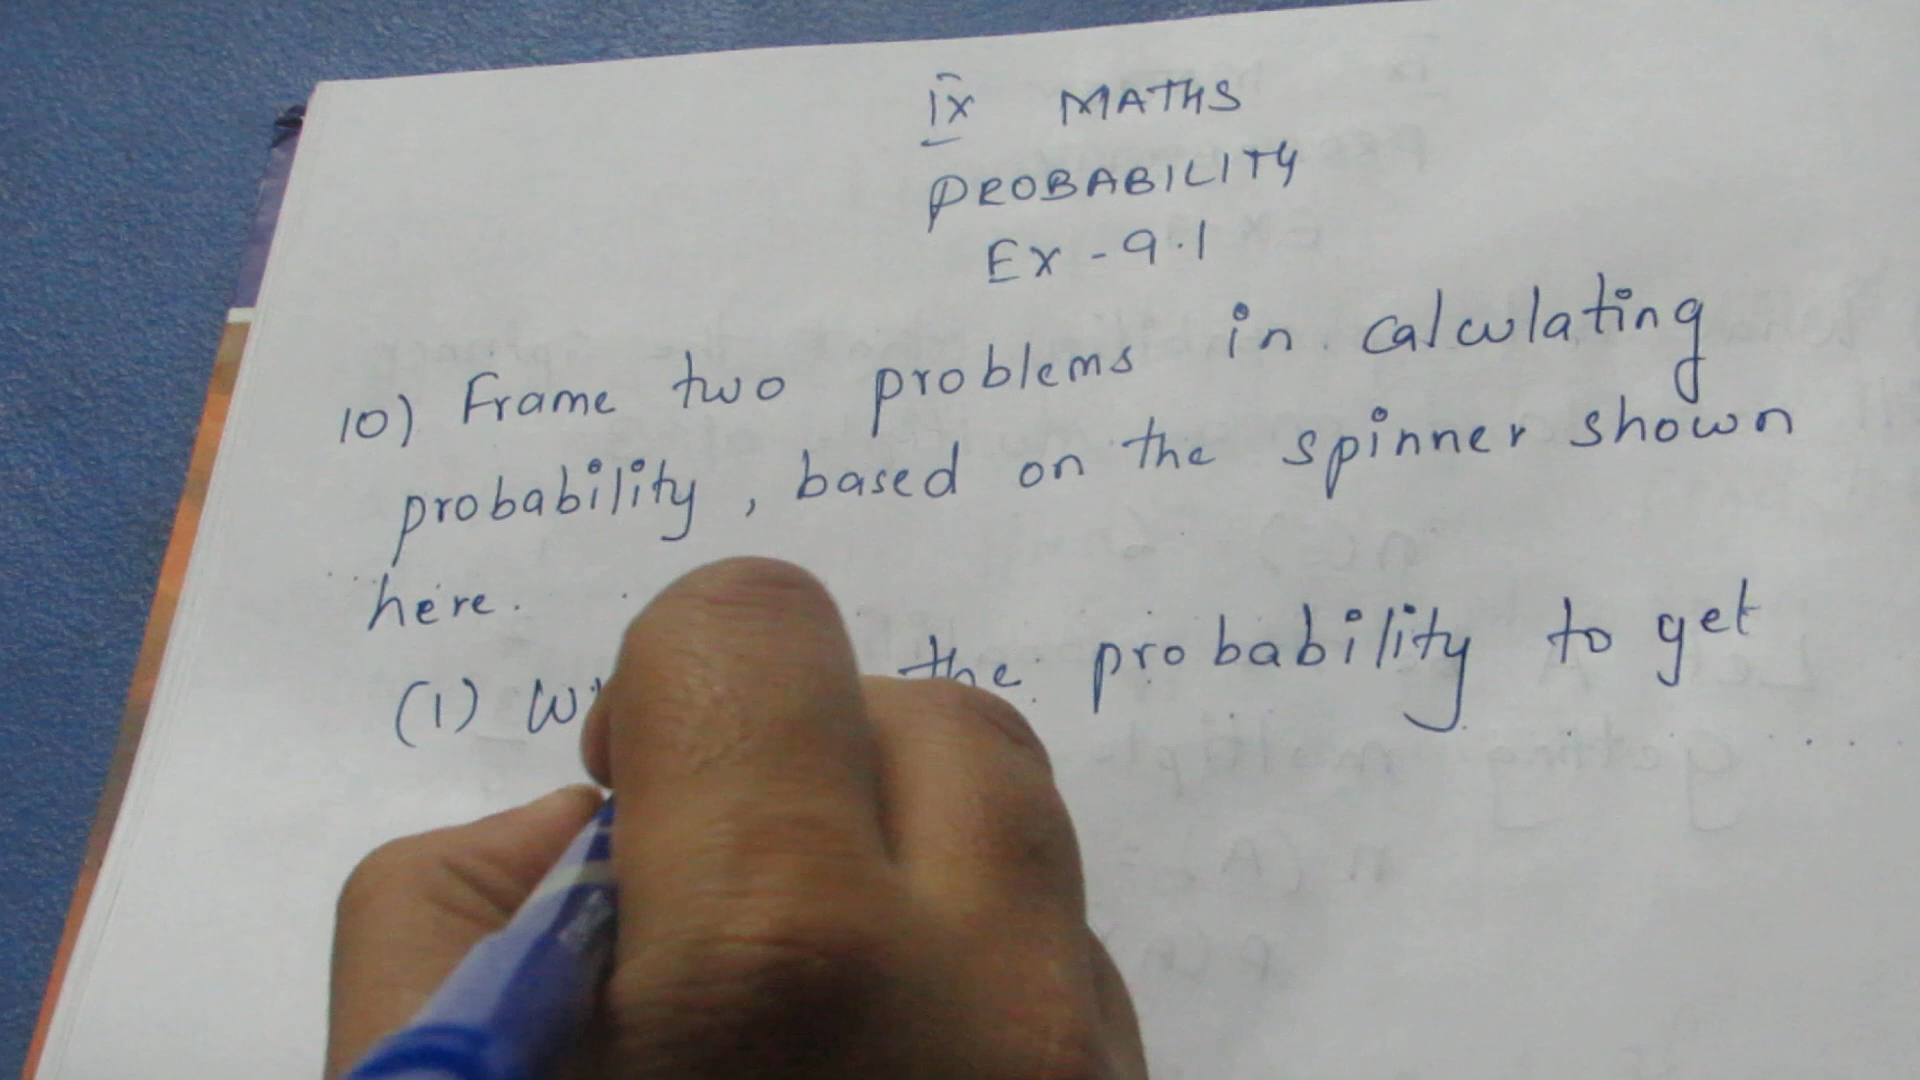 IX MATHS
PROBABILITY
Ex - 9.1
10) Frame two problems in calculating
probability, based on the spinner shown
here.
(1) the probability to get